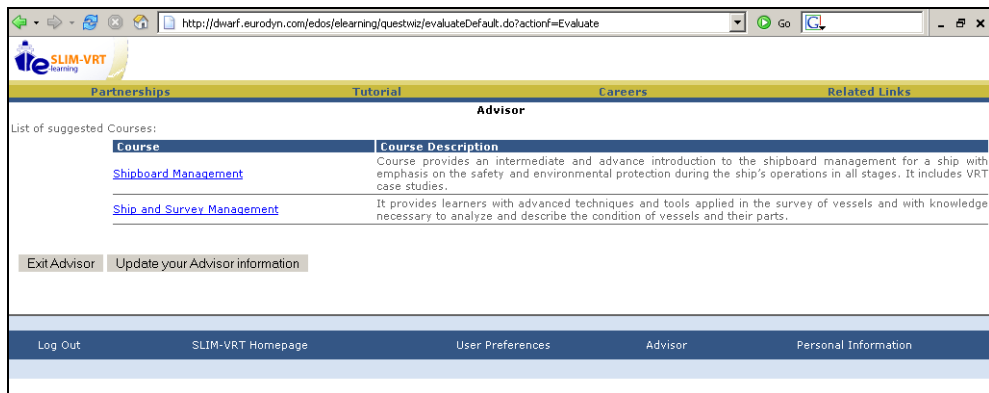 http://dwarf.eurodyn.com/edos/elearning/questwiz/evaluateDefault.do?actionf=Evaluate
Go
G
SLIM-VRT
e learning
Partnerships Tutorial Careers Related Links
Advisor
List of suggested Courses:
Course Course Description
Shipboard Management
Course provides an intermediate and advance introduction to the shipboard management for a ship with
emphasis on the safety and environmental protection during the ship's operations in all stages. It includes VRT
case studies.
Ship and Survey Management
It provides learners with advanced techniques and tools applied in the survey of vessels and with knowledge
necessary to analyze and describe the condition of vessels and their parts.
Exit Advisor Update your Advisor information
Log Out SLIM-VRT Homepage User Preferences Advisor Personal Information